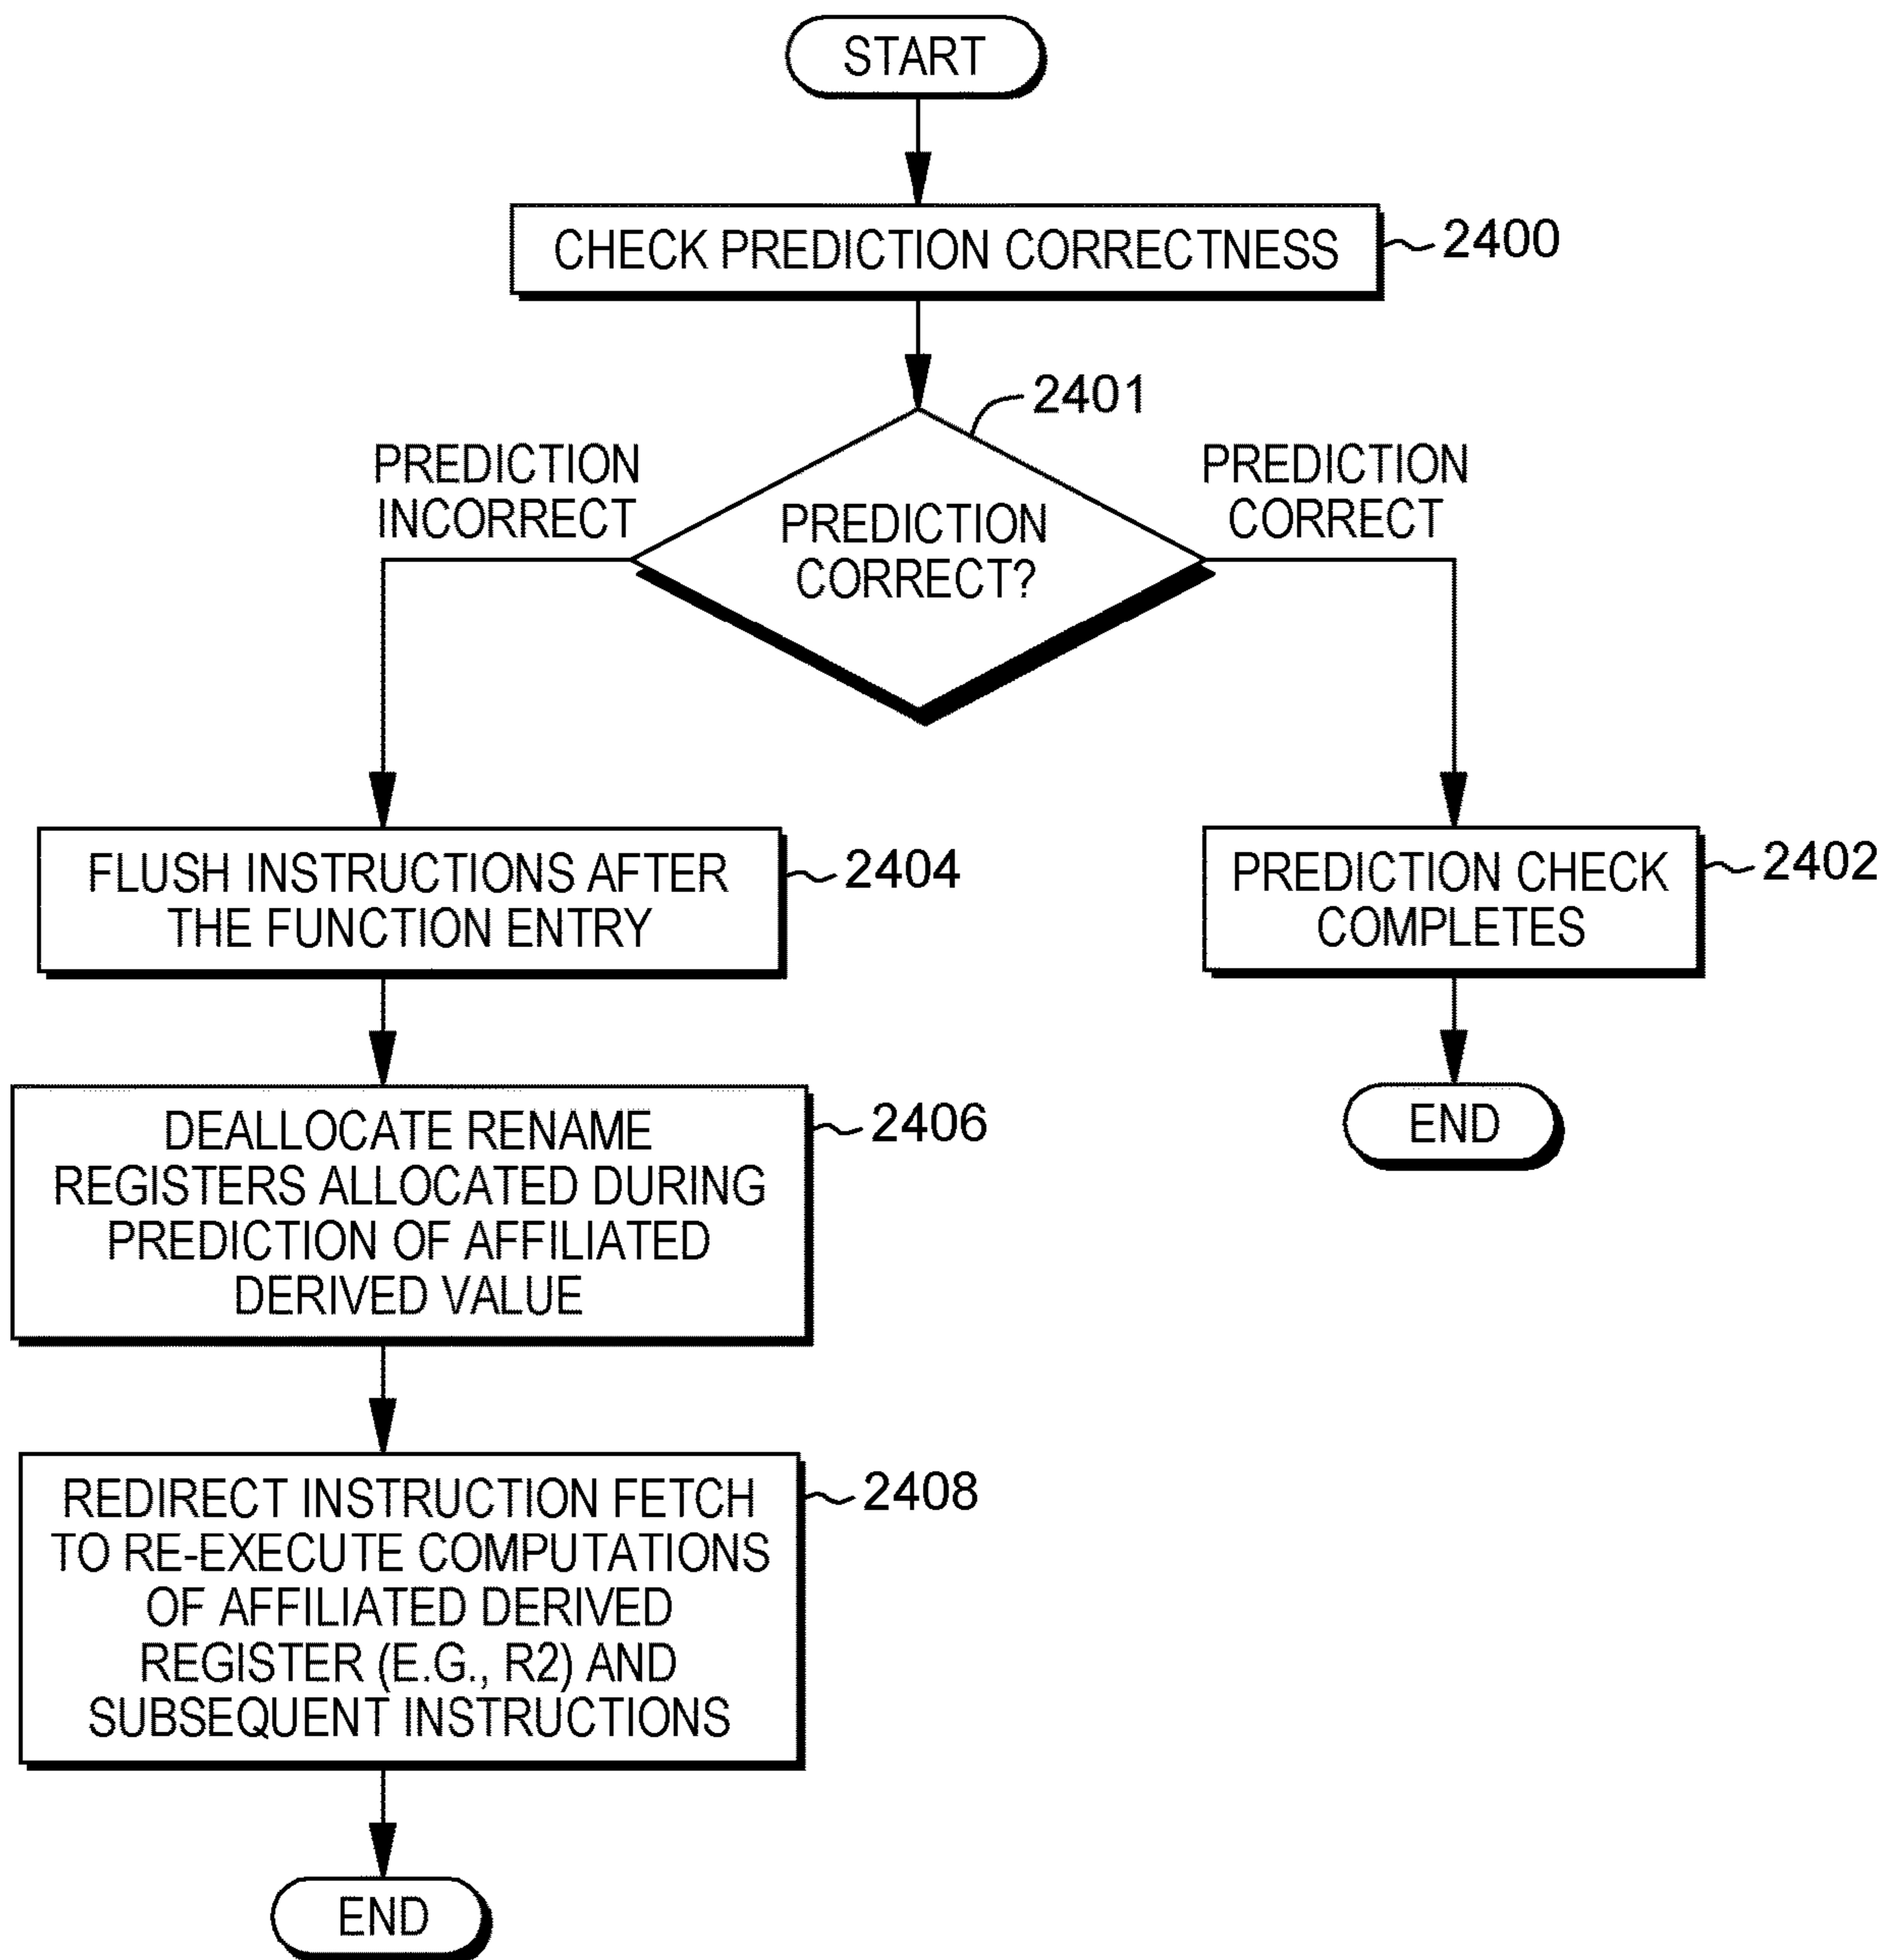 START
CHECK PREDICTION CORRECTNESS
2400
2401
PREDICTION
INCORRECT
PREDICTION
CORRECT?
PREDICTION
CORRECT
FLUSH INSTRUCTIONS AFTER
THE FUNCTION ENTRY
2404
PREDICTION CHECK
COMPLETES
2402
DEALLOCATE RENAME
REGISTERS ALLOCATED DURING
PREDICTION OF AFFILIATED
DERIVED VALUE
2406
END
REDIRECT INSTRUCTION FETCH
TO RE-EXECUTE COMPUTATIONS
OF AFFILIATED DERIVED
REGISTER (E.G., R2) AND
SUBSEQUENT INSTRUCTIONS
2408
END